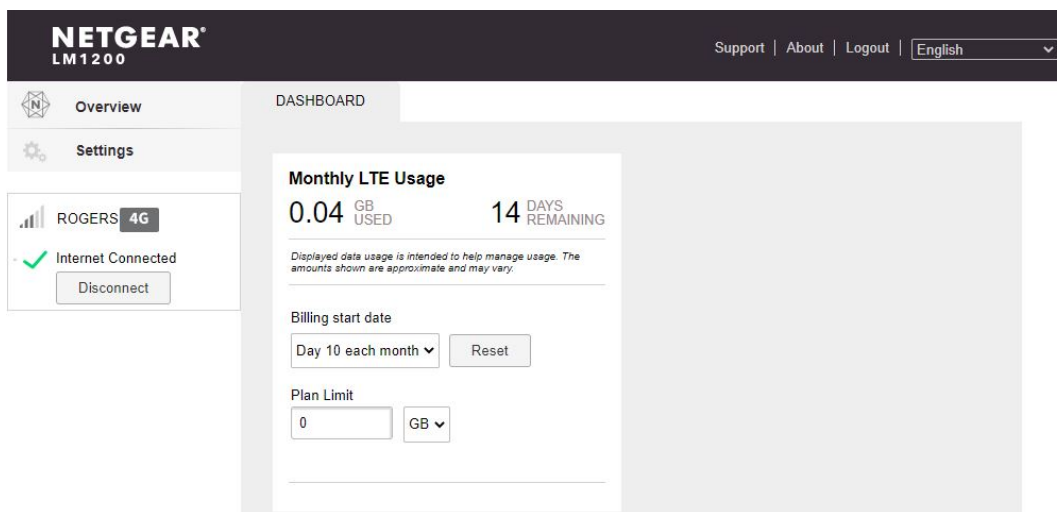 NETGEAR®
LM1200
Support | About | Logout | English
N
Overview
Settings
ROGERS 4G
Internet Connected
Disconnect
DASHBOARD
Monthly LTE Usage
0.04 GB USED
14 DAYS REMAINING
Displayed data usage is intended to help manage usage. The
amounts shown are approximate and may vary.
Billing start date
Day 10 each month Reset
Plan Limit
0 GB